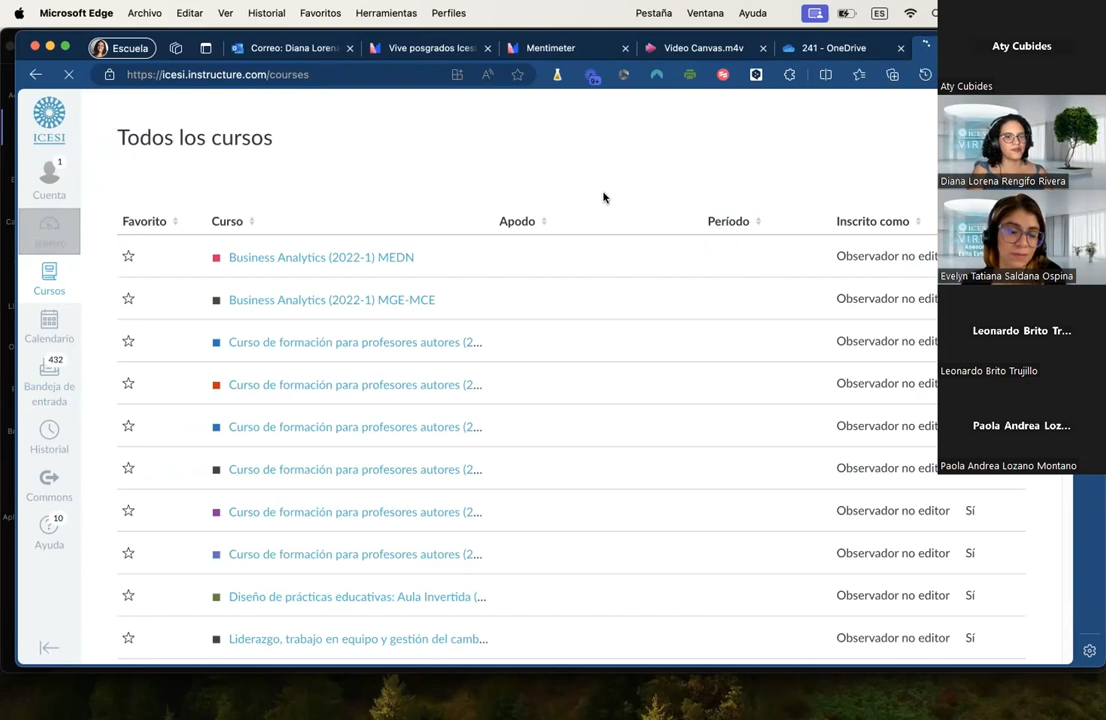 Microsoft Edge Archivo Editar Ver Historial Favoritos Herramientas Perfiles Pestaña Ventana Ayuda ES
Escuela Correo: Diana Lorena Vive posgrados Icesi Mentimeter Video Canvas.m4v 241 - OneDrive
https://icesi.instructure.com/courses
9+
ICESI
1
Cuenta
Cursos
Calendario
432
Bandeja de
entrada
Historial
Commons
10
Ayuda
Todos los cursos
Favorito Curso Apodo Período Inscrito como
Business Analytics (2022-1) MEDN Observador no edit
Business Analytics (2022-1) MGE-MCE Observador no edit
Curso de formación para profesores autores (2... Observador no edit
Curso de formación para profesores autores (2... Observador no edit
Curso de formación para profesores autores (2... Observador no edit
Curso de formación para profesores autores (2... Observador no edit
Curso de formación para profesores autores (2... Observador no editor Sí
Curso de formación para profesores autores (2... Observador no editor Sí
Diseño de prácticas educativas: Aula Invertida (... Observador no editor Sí
Liderazgo, trabajo en equipo y gestión del camb... Observador no editor Sí
Aty Cubides
Aty Cubides
Diana Lorena Rengifo Rivera
Evelyn Tatiana Saldana Ospina
Leonardo Brito Tr...
Leonardo Brito Trujillo
Paola Andrea Loz...
Paola Andrea Lozano Montano